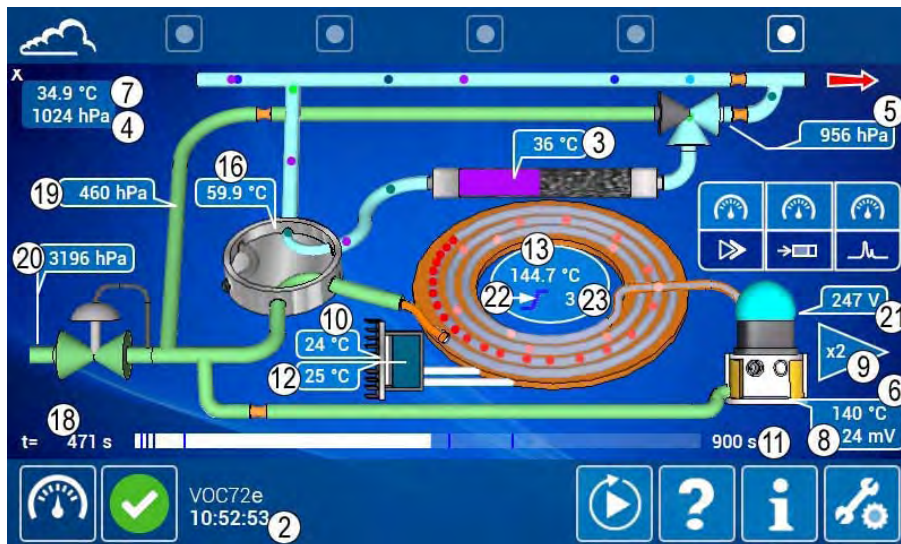 X
34.9 °C 7
1024 hPa 4
5
956 hPa
36 °C 3
16
59.9 °C
19 460 hPa
20 3196 hPa
13
144.7 °C
22 3 23
247 V
21
10
24 °C
12 25 °C
x2
9
6
140 °C
8 24 mV
18
t= 471 s
900 s 11
VOC72e
10:52:53 2
?
i